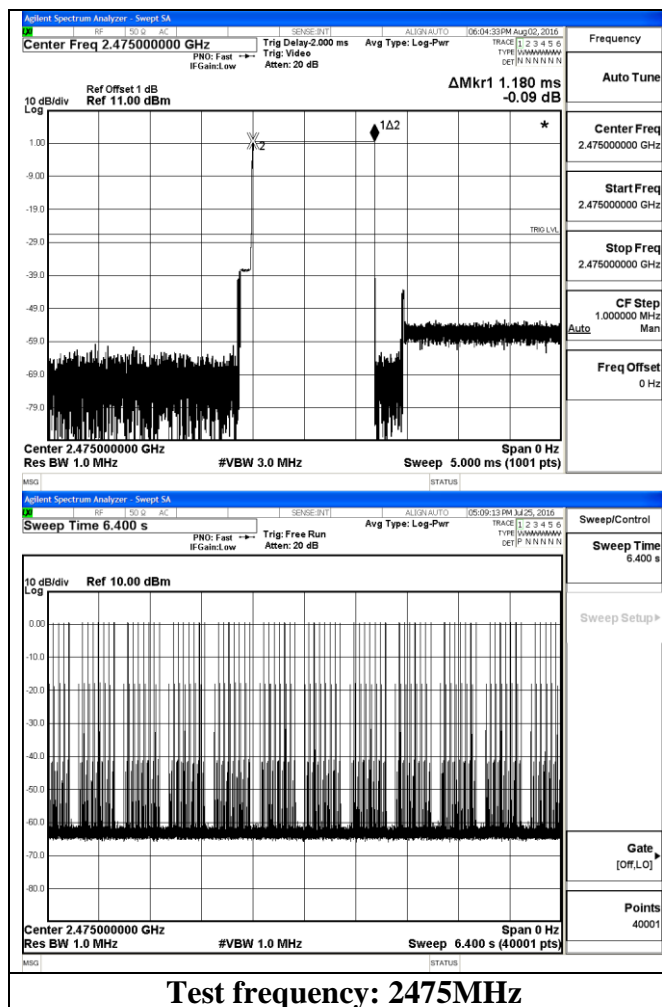 Agilent Spectrum Analyzer - Swept SA
LXI RF 50 Ω AC SENSE:INT ALIGN AUTO 06:04:33 PM Aug 02, 2016
Center Freq 2.475000000 GHz
PNO: Fast
IFGain:Low
Trig Delay-2.000 ms
Trig: Video
Atten: 20 dB
Avg Type: Log-Pwr
TRACE 1 2 3 4 5 6
TYPE
DET N N N N N N
Frequency
Auto Tune
Center Freq
2.475000000 GHz
Start Freq
2.475000000 GHz
Stop Freq
2.475000000 GHz
CF Step
1.000000 MHz
Auto Man
Freq Offset
0 Hz
ΔMkr1 1.180 ms
-0.09 dB
Ref Offset 1 dB
10 dB/div Ref 11.00 dBm
Log
1Δ2
*
2
TRIG LVL
1.00
-9.00
-19.0
-29.0
-39.0
-49.0
-59.0
-69.0
-79.0
Center 2.475000000 GHz Span 0 Hz
Res BW 1.0 MHz #VBW 3.0 MHz Sweep 5.000 ms (1001 pts)
MSG STATUS
Agilent Spectrum Analyzer - Swept SA
LXI RF 50 Ω AC SENSE:INT ALIGN AUTO 05:09:13 PM Jul 25, 2016
Sweep Time 6.400 s
PNO: Fast
IFGain:Low
Trig: Free Run
Atten: 20 dB
Avg Type: Log-Pwr
TRACE 1 2 3 4 5 6
TYPE
DET P N N N N N
Sweep/Control
Sweep Time
6.400 s
Sweep Setup
Gate
[Off,LO]
Points
40001
10 dB/div Ref 10.00 dBm
Log
0.00
-10.0
-20.0
-30.0
-40.0
-50.0
-60.0
-70.0
-80.0
Center 2.475000000 GHz Span 0 Hz
Res BW 1.0 MHz #VBW 1.0 MHz Sweep 6.400 s (40001 pts)
MSG STATUS
Test frequency: 2475MHz